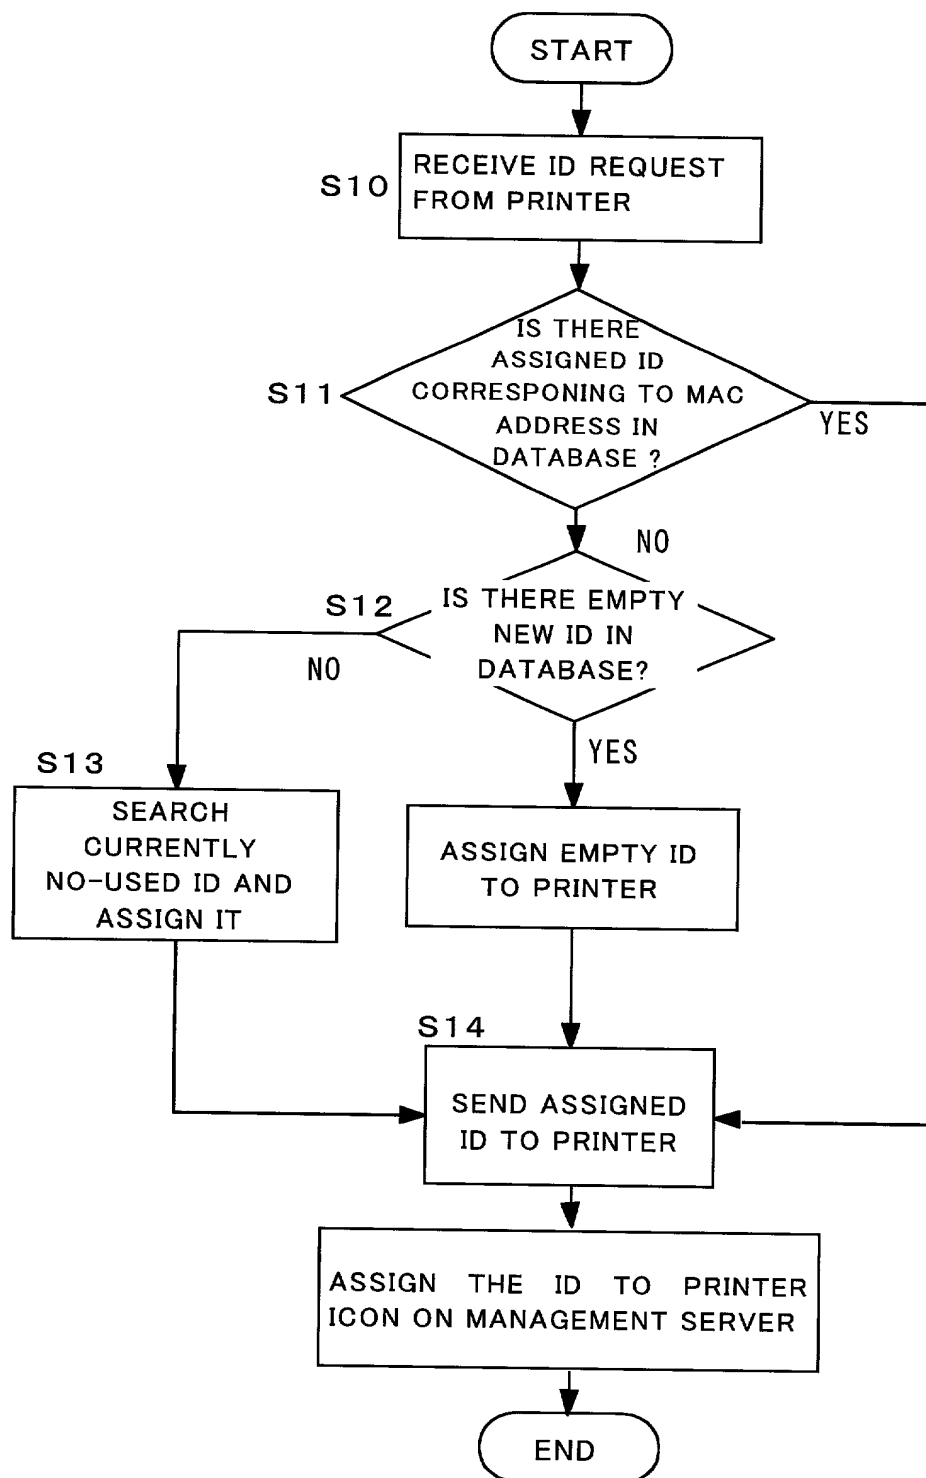 START
S10
RECEIVE ID REQUEST
FROM PRINTER
S11
IS THERE
ASSIGNED ID
CORRESPONING TO MAC
ADDRESS IN
DATABASE ?
YES
NO
S12
IS THERE EMPTY
NEW ID IN
DATABASE?
NO
YES
S13
SEARCH
CURRENTLY
NO-USED ID AND
ASSIGN IT
ASSIGN EMPTY ID
TO PRINTER
S14
SEND ASSIGNED
ID TO PRINTER
ASSIGN THE ID TO PRINTER
ICON ON MANAGEMENT SERVER
END